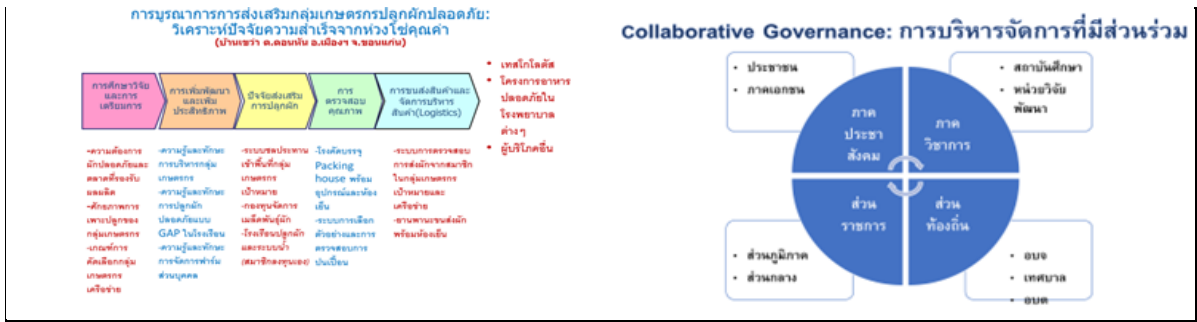 การบูรณาการการส่งเสริมกลุ่มเกษตรกรปลูกผักปลอดภัย:
วิเคราะห์ปัจจัยความสำเร็จจากห่วงโซ่คุณค่า
(บ้านเชว่า ต.ดอนหัน อ.เมืองฯ จ.ขอนแก่น)
การศึกษาวิจัย
และการ
เตรียมการ
การเพิ่มพัฒนา
และเพิ่ม
ประสิทธิภาพ
ปัจจัยส่งเสริม
การปลูกผัก
การ
ตรวจสอบ
คุณภาพ
การขนส่งสินค้าและ
จัดการบริหาร
สินค้า(Logistics)
• เทสโก้โลตัส
• โครงการอาหาร
ปลอดภัยใน
โรงพยาบาล
ต่างๆ
• ผู้บริโภคอื่น
-ความต้องการ
ผักปลอดภัยและ
ตลาดที่รองรับ
ผลผลิต
-ศักยภาพการ
เพาะปลูกของ
กลุ่มเกษตรกร
-เกณฑ์การ
คัดเลือกกลุ่ม
เกษตรกร
เครือข่าย
-ความรู้และทักษะ
การบริหารกลุ่ม
เกษตรกร
-ความรู้และทักษะ
การปลูกผัก
ปลอดภัยแบบ
GAP ในโรงเรือน
-ความรู้และทักษะ
การจัดการฟาร์ม
ส่วนบุคคล
-ระบบชลประทาน
เข้าพื้นที่กลุ่ม
เกษตรกร
เป้าหมาย
-กองทุนจัดการ
เมล็ดพันธุ์ผัก
-โรงเรือนปลูกผัก
และระบบน้ำ
(สมาชิกลงทุนเอง)
-โรงคัดบรรจุ
Packing
house พร้อม
อุปกรณ์และห้อง
เย็น
-ระบบการเลือก
ตัวอย่างและการ
ตรวจสอบการ
ปนเปื้อน
-ระบบการตรวจสอบ
การส่งผักจากสมาชิก
ในกลุ่มเกษตรกร
เป้าหมายและ
เครือข่าย
-ยานพานะขนส่งผัก
พร้อมห้องเย็น
Collaborative Governance: การบริหารจัดการที่มีส่วนร่วม
• ประชาชน
• ภาคเอกชน
• สถาบันศึกษา
• หน่วยวิจัย
พัฒนา
ภาค
ประชา
สังคม
ภาค
วิชาการ
ส่วน
ราชการ
ส่วน
ท้องถิ่น
• ส่วนภูมิภาค
• ส่วนกลาง
• อบจ
• เทศบาล
• อบต